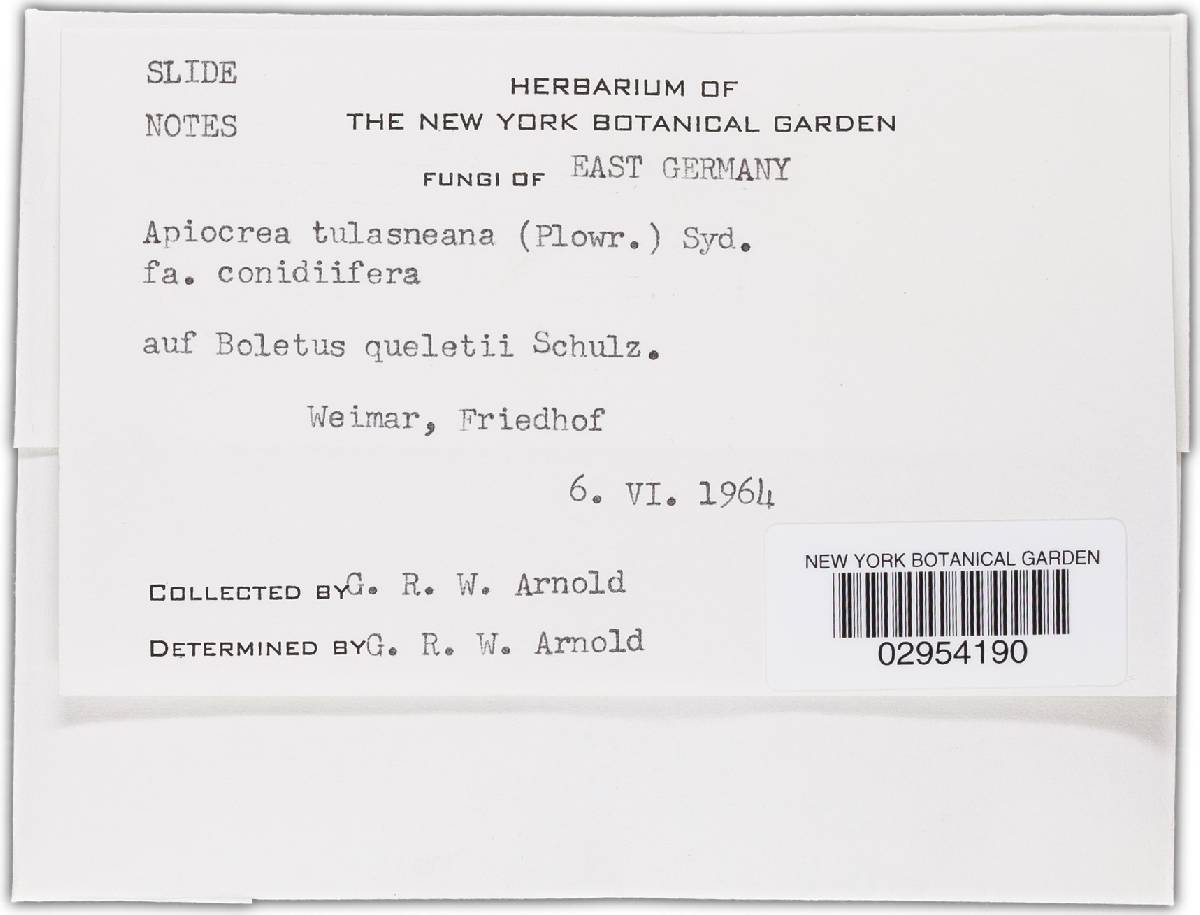 SLIDE
NOTES
HERBARIUM OF
THE NEW YORK BOTANICAL GARDEN
FUNGI OF EAST GERMANY
Apiocrea tulasneana (Plowr.) Syd.
fa. conidiifera
auf Boletus queletii Schulz.
Weimar, Friedhof
6. VI. 1964
COLLECTED BY G. R. W. Arnold
DETERMINED BY G. R. W. Arnold
NEW YORK BOTANICAL GARDEN
02954190